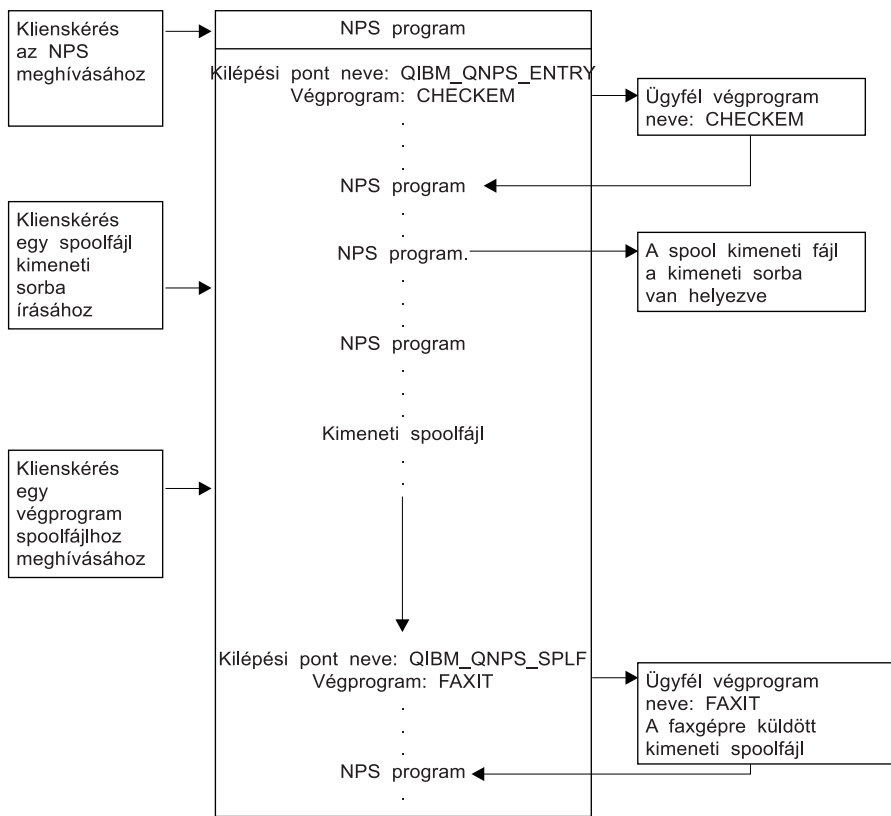 Klienskérés
az NPS
meghívásához
NPS program
Kilépési pont neve: QIBM_QNPS_ENTRY
Végprogram: CHECKEM
Ügyfél végprogram
neve: CHECKEM
NPS program
Klienskérés
egy spoolfájl
kimeneti
sorba
írásához
NPS program.
A spool kimeneti fájl
a kimeneti sorba
van helyezve
NPS program
Kimeneti spoolfájl
Klienskérés
egy
végprogram
spoolfájlhoz
meghívásához
Kilépési pont neve: QIBM_QNPS_SPLF
Végprogram: FAXIT
Ügyfél végprogram
neve: FAXIT
A faxgépre küldött
kimeneti spoolfájl
NPS program